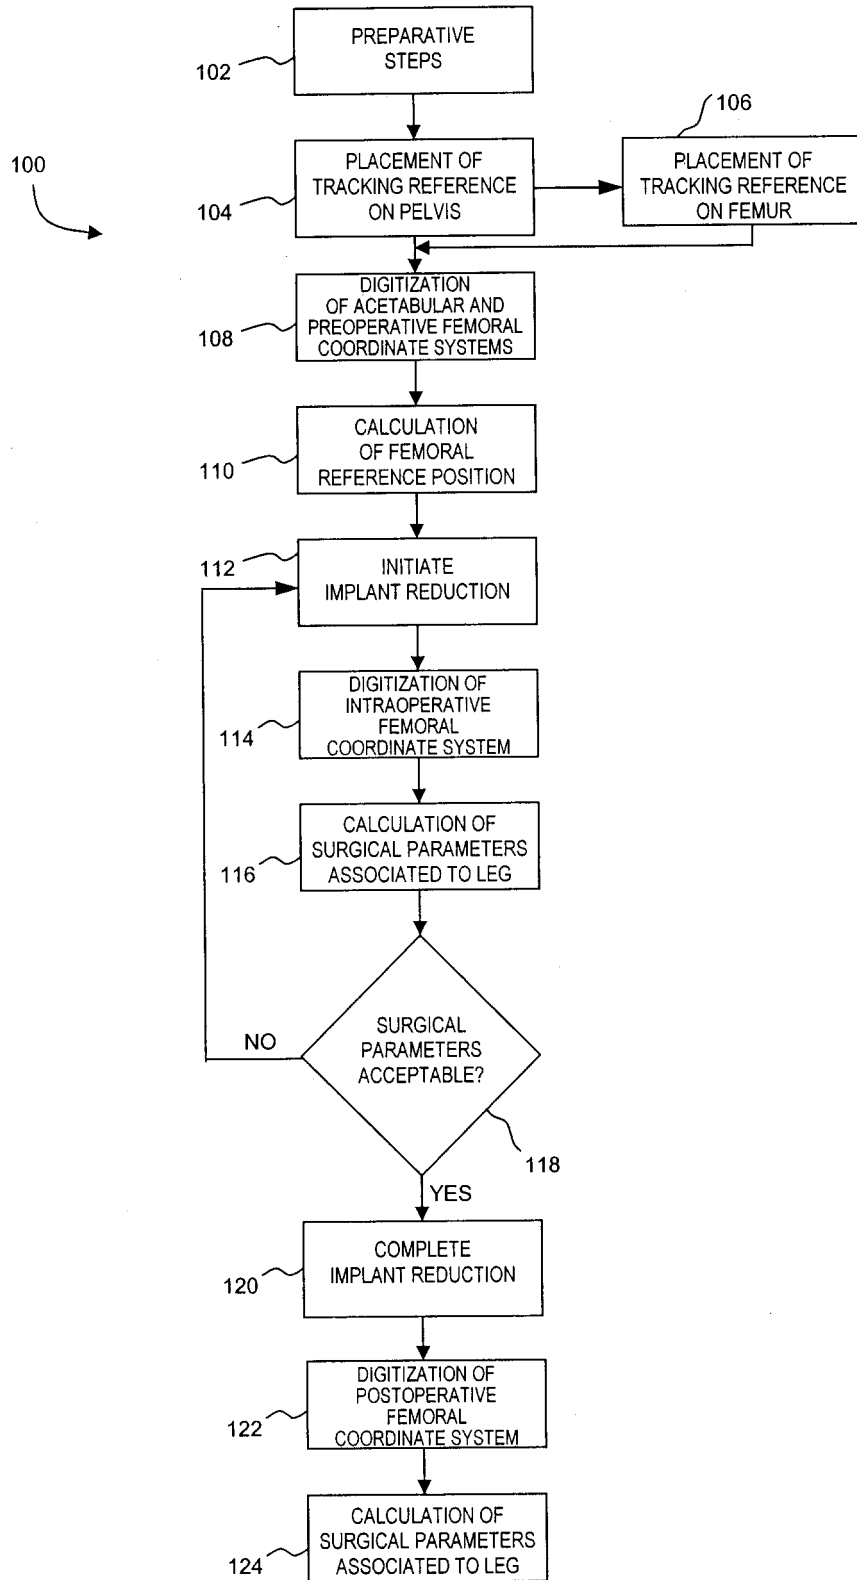 PREPARATIVE
STEPS
102
106
100
PLACEMENT OF
TRACKING REFERENCE
ON PELVIS
104
PLACEMENT OF
TRACKING REFERENCE
ON FEMUR
DIGITIZATION
OF ACETABULAR AND
PREOPERATIVE FEMORAL
COORDINATE SYSTEMS
108
CALCULATION
OF FEMORAL
REFERENCE POSITION
110
112
INITIATE
IMPLANT REDUCTION
DIGITIZATION OF
INTRAOPERATIVE
FEMORAL
COORDINATE SYSTEM
114
CALCULATION OF
SURGICAL PARAMETERS
ASSOCIATED TO LEG
116
NO
SURGICAL
PARAMETERS
ACCEPTABLE?
118
YES
COMPLETE
IMPLANT REDUCTION
120
DIGITIZATION OF
POSTOPERATIVE
FEMORAL
COORDINATE SYSTEM
122
CALCULATION OF
SURGICAL PARAMETERS
ASSOCIATED TO LEG
124